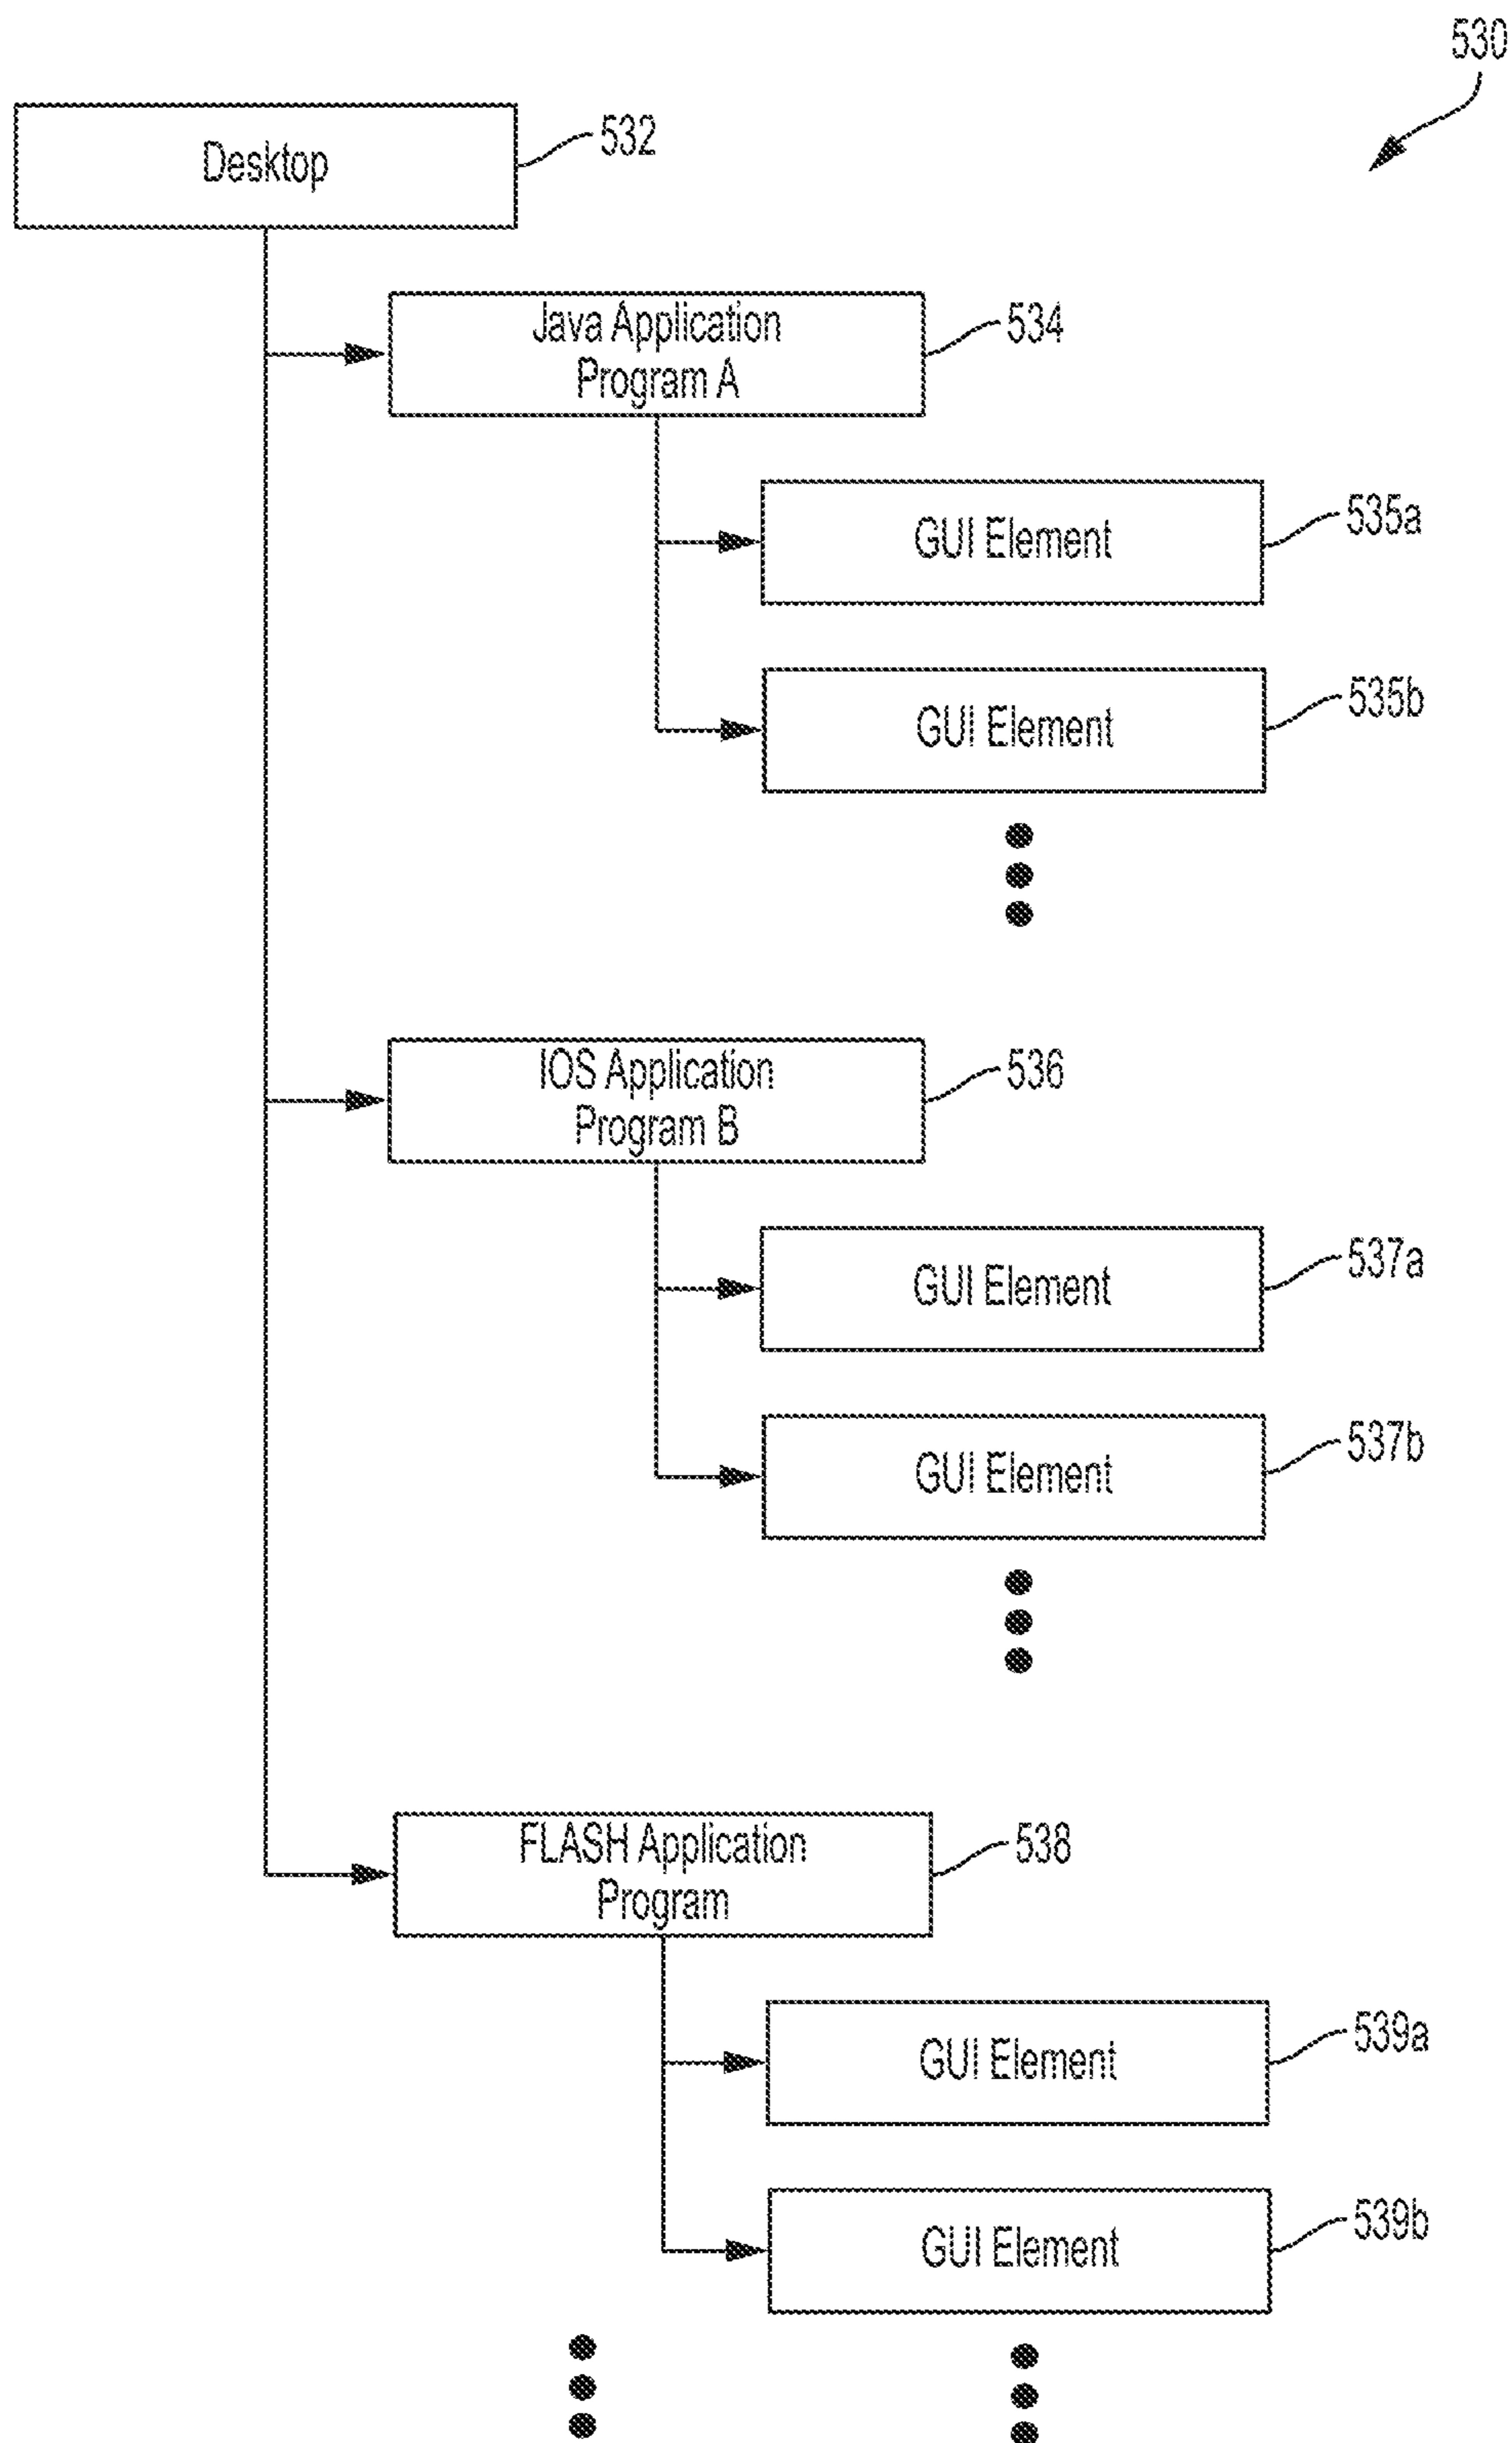 530
Desktop
532
Java Application
Program A
534
GUI Element
535a
GUI Element
535b
IOS Application
Program B
536
GUI Element
537a
GUI Element
537b
FLASH Application
Program
538
GUI Element
539a
GUI Element
539b